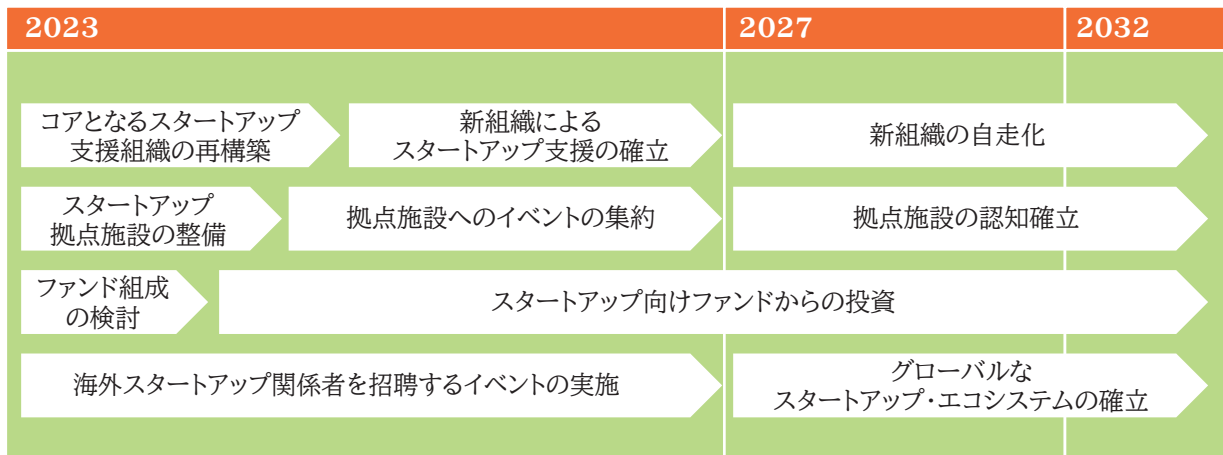 2023
2027
2032
コアとなるスタートアップ
支援組織の再構築
新組織による
スタートアップ支援の確立
新組織の自走化
スタートアップ
拠点施設の整備
拠点施設へのイベントの集約
拠点施設の認知確立
ファンド組成
の検討
スタートアップ向けファンドからの投資
海外スタートアップ関係者を招聘するイベントの実施
グローバルな
スタートアップ・エコシステムの確立